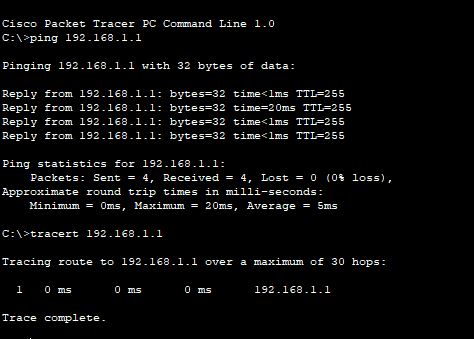 Cisco Packet Tracer PC Command Line 1.0
C:\>ping 192.168.1.1
Pinging 192.168.1.1 with 32 bytes of data:
Reply from 192.168.1.1: bytes=32 time<1ms TTL=255
Reply from 192.168.1.1: bytes=32 time=20ms TTL=255
Reply from 192.168.1.1: bytes=32 time<1ms TTL=255
Reply from 192.168.1.1: bytes=32 time<1ms TTL=255
Ping statistics for 192.168.1.1:
Packets: Sent = 4, Received = 4, Lost = 0 (0% loss),
Approximate round trip times in milli-seconds:
Minimum = 0ms, Maximum = 20ms, Average = 5ms
C:\>tracert 192.168.1.1
Tracing route to 192.168.1.1 over a maximum of 30 hops:
1 0 ms 0 ms 0 ms 192.168.1.1
Trace complete.